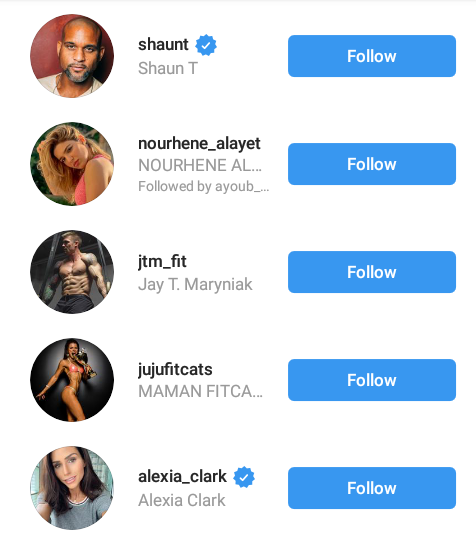 shaunt
Shaun T
Follow
nourhene_alayet
NOURHENE AL...
Followed by ayoub_...
Follow
jtm_fit
Jay T. Maryniak
Follow
jujufitcats
MAMAN FITCA...
Follow
alexia_clark
Alexia Clark
Follow